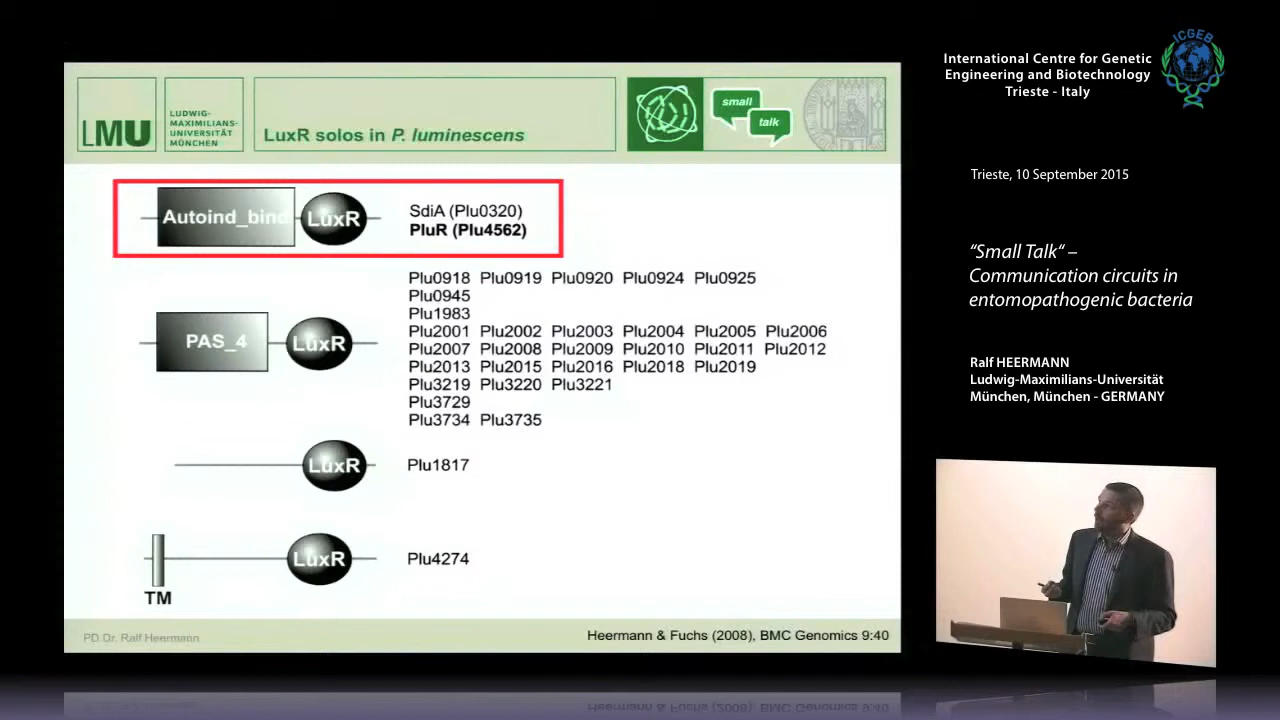 LMU
LUDWIG-
MAXIMILIANS-
UNIVERSITÄT
MÜNCHEN
LuxR solos in P. luminescens
small
talk
Autoind_bind
LuxR
SdiA (Plu0320)
PluR (Plu4562)
PAS_4
LuxR
Plu0918 Plu0919 Plu0920 Plu0924 Plu0925
Plu0945
Plu1983
Plu2001 Plu2002 Plu2003 Plu2004 Plu2005 Plu2006
Plu2007 Plu2008 Plu2009 Plu2010 Plu2011 Plu2012
Plu2013 Plu2015 Plu2016 Plu2018 Plu2019
Plu3219 Plu3220 Plu3221
Plu3729
Plu3734 Plu3735
LuxR
Plu1817
LuxR
Plu4274
TM
PD Dr. Ralf Heermann
Heermann & Fuchs (2008), BMC Genomics 9:40
International Centre for Genetic
Engineering and Biotechnology
Trieste - Italy
ICGEB
Trieste, 10 September 2015
“Small Talk“ –
Communication circuits in
entomopathogenic bacteria
Ralf HEERMANN
Ludwig-Maximilians-Universität
München, München - GERMANY